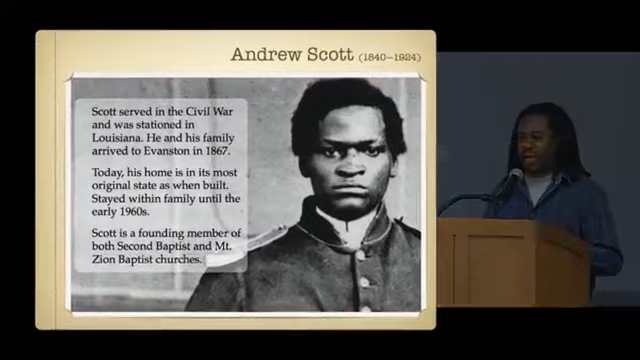 Andrew Scott (1840–1924)
Scott served in the Civil War
and was stationed in
Louisiana. He and his family
arrived to Evanston in 1867.
Today, his home is in its most
original state as when built.
Stayed within family until the
early 1960s.
Scott is a founding member of
both Second Baptist and Mt.
Zion Baptist churches.